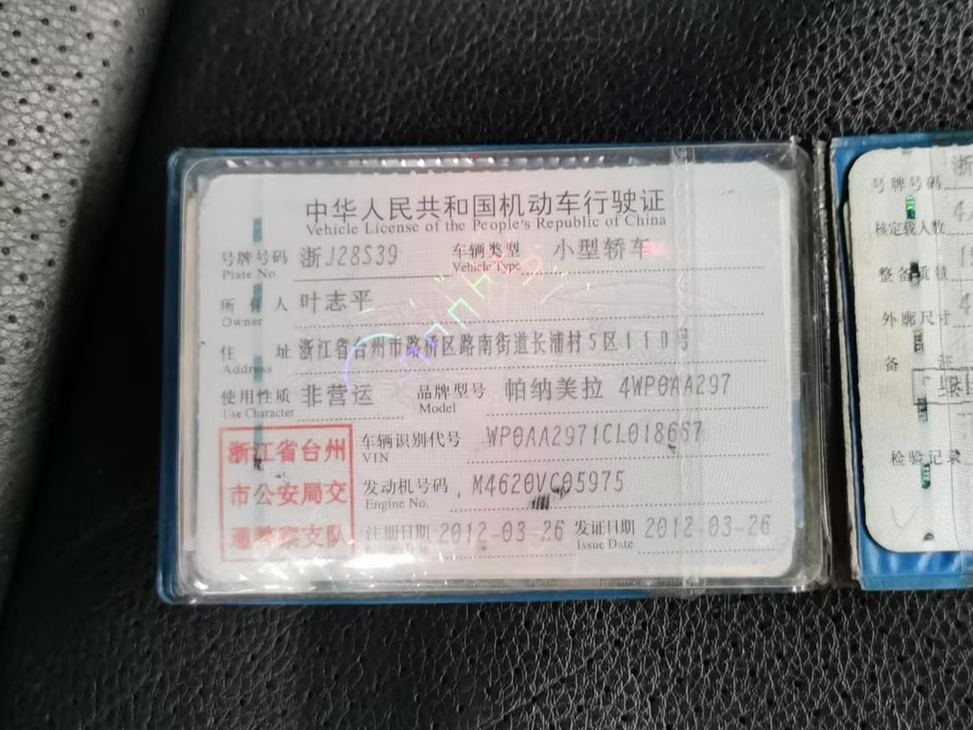 中华人民共和国机动车行驶证
Vehicle License of the People's Republic of China
号牌号码 浙J28S39 车辆类型 小型轿车
Plate No. Vehicle Type
所有人 叶志平
Owner
住址 浙江省台州市路桥区路南街道长浦村5区110号
Address
使用性质 非营运 品牌型号 帕纳美拉 4WP0AA297
Use Character Model
浙江省台州
市公安局交
通警察支队
车辆识别代号 WP0AA2971CL018667
VIN
发动机号码 M4620VC05975
Engine No.
注册日期 2012-03-26 发证日期 2012-03-26
Issue Date
号牌号码 浙
核定载人数
整备质量
外廓尺寸
备注
检验记录